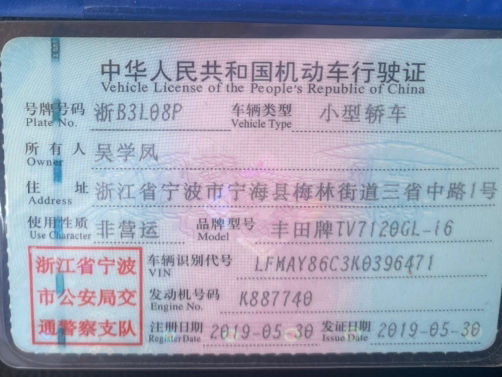 中华人民共和国机动车行驶证
Vehicle License of the People's Republic of China
号牌号码 浙B3L08P 车辆类型 小型轿车
Plate No. Vehicle Type
所有人 吴学凤
Owner
住址 浙江省宁波市宁海县梅林街道三省中路1号
Address
使用性质 非营运 品牌型号 丰田牌TV7120GL-i6
Use Character Model
浙江省宁波 车辆识别代号 LFMAY86C3K0396471
VIN
市公安局交 发动机号码 K887740
Engine No.
通警察支队 注册日期 2019-05-30 发证日期 2019-05-30
Register Date Issue Date